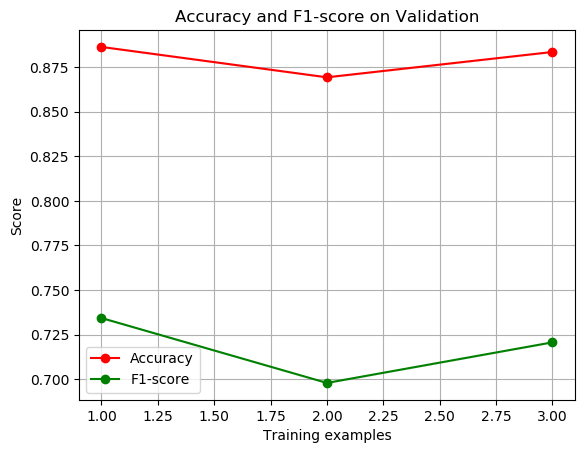 Accuracy and F1-score on Validation
0.875
0.850
0.825
0.800
0.775
0.750
0.725
0.700
Score
Accuracy
F1-score
1.00 1.25 1.50 1.75 2.00 2.25 2.50 2.75 3.00
Training examples